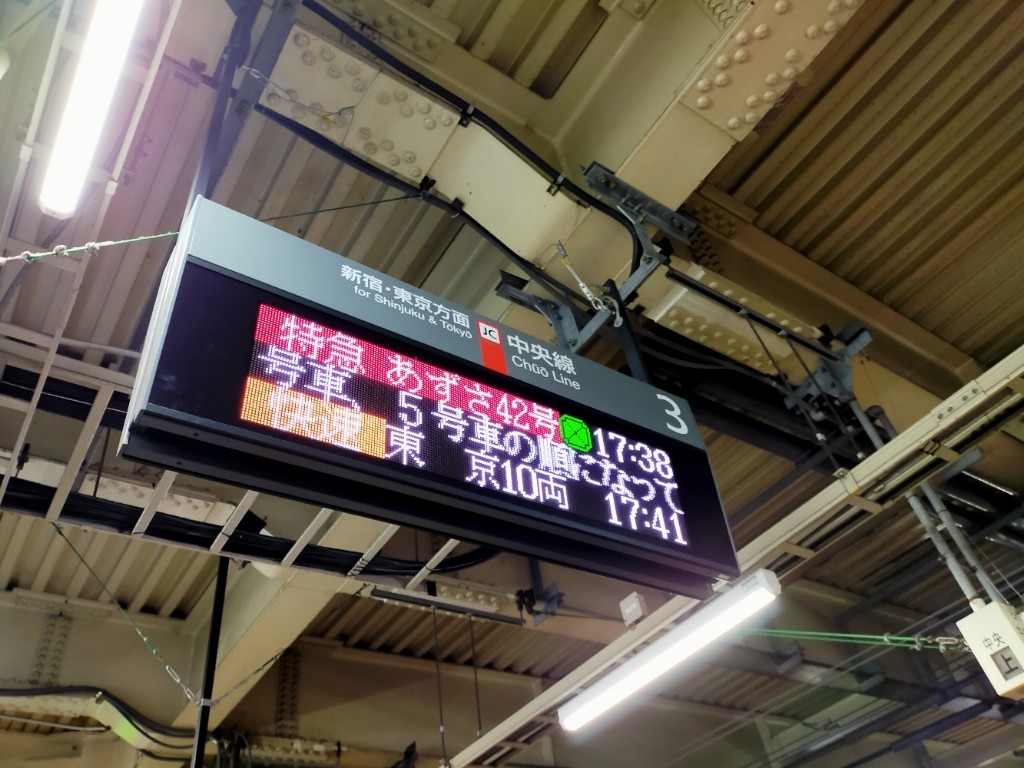 新宿・東京方面
for Shinjuku & Tokyo
JC 中央線
Chūō Line
3
特急 あずさ42号 17:38
号車、5号車の順になって
快速 東京10両 17:41
中央
上